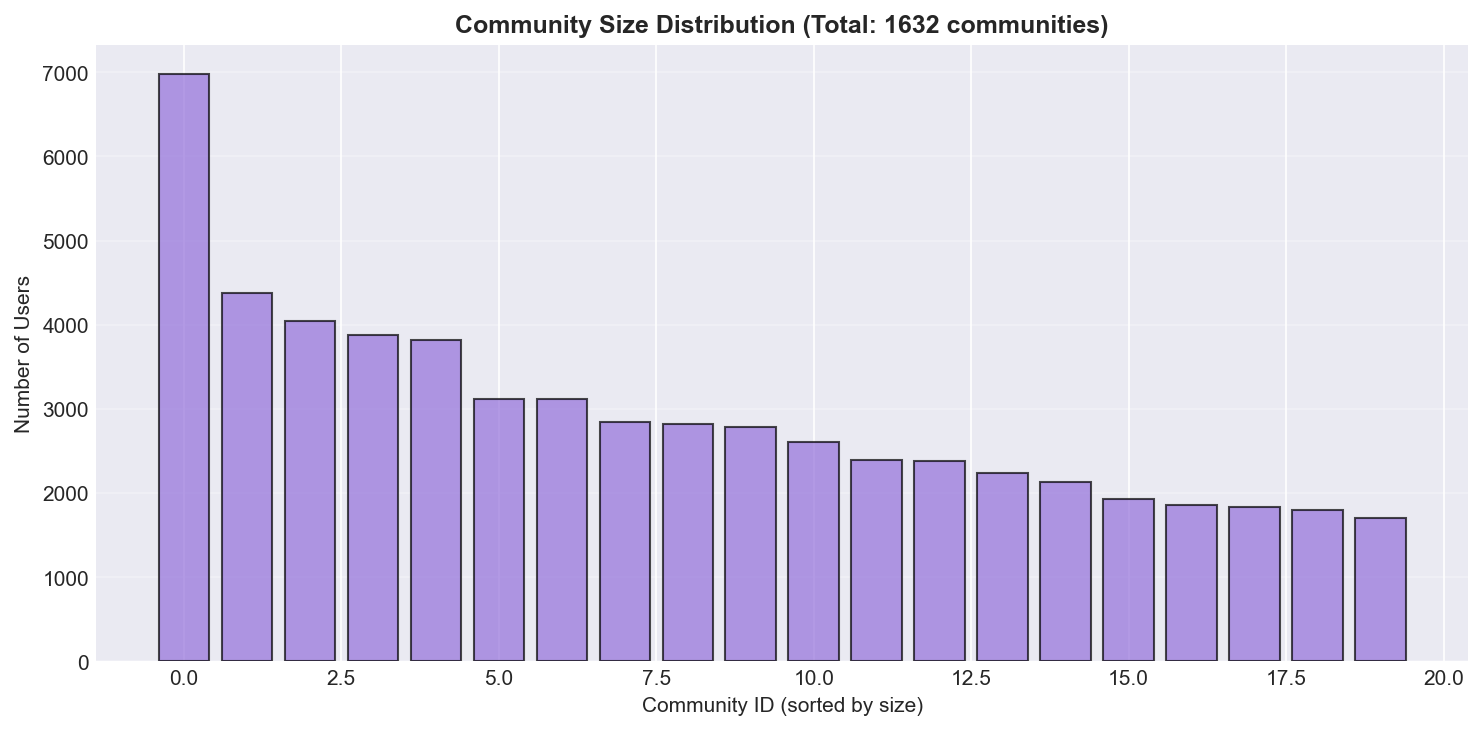 Community Size Distribution (Total: 1632 communities)
Number of Users
7000
6000
5000
4000
3000
2000
1000
0
0.0 2.5 5.0 7.5 10.0 12.5 15.0 17.5 20.0
Community ID (sorted by size)